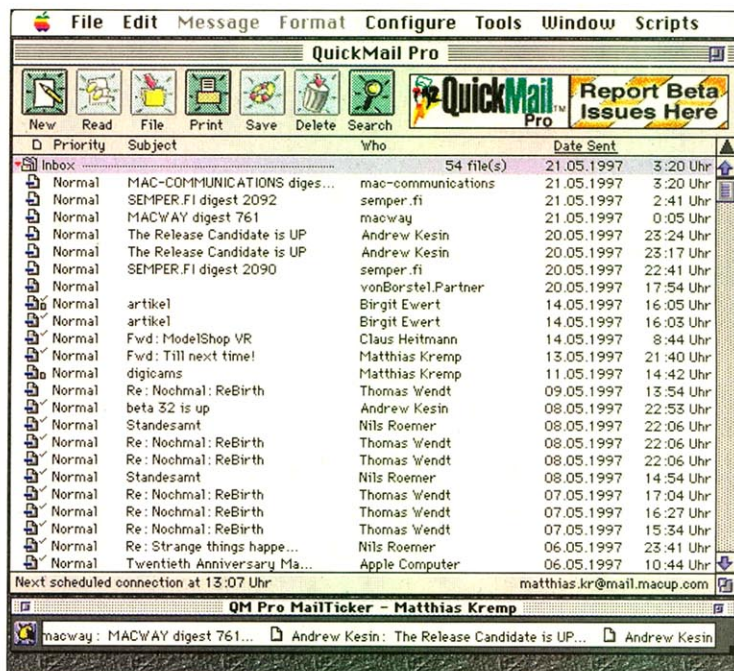 File Edit Message Format Configure Tools Window Scripts
QuickMail Pro
New Read File Print Save Delete Search
QuickMail™ Pro
Report Beta Issues Here
Priority Subject Who Date Sent
Inbox 54 file(s) 21.05.1997 3:20 Uhr
Normal MAC-COMMUNICATIONS diges... mac-communications 21.05.1997 3:20 Uhr
Normal SEMPER.FI digest 2092 semper.fi 21.05.1997 2:41 Uhr
Normal MACWAY digest 761 macway 21.05.1997 0:05 Uhr
Normal The Release Candidate is UP Andrew Kesin 20.05.1997 23:24 Uhr
Normal The Release Candidate is UP Andrew Kesin 20.05.1997 23:17 Uhr
Normal SEMPER.FI digest 2090 semper.fi 20.05.1997 22:41 Uhr
Normal vonBorstel.Partner 20.05.1997 17:54 Uhr
Normal artikel Birgit Ewert 14.05.1997 16:05 Uhr
Normal artikel Birgit Ewert 14.05.1997 16:03 Uhr
Normal Fwd: ModelShop VR Claus Heitmann 14.05.1997 8:44 Uhr
Normal Fwd: Till next time! Matthias Kremp 13.05.1997 21:40 Uhr
Normal digicams Matthias Kremp 11.05.1997 14:42 Uhr
Normal Re: Nochmal: ReBirth Thomas Wendt 09.05.1997 13:54 Uhr
Normal beta 32 is up Andrew Kesin 08.05.1997 22:53 Uhr
Normal Standesamt Nils Roemer 08.05.1997 22:06 Uhr
Normal Re: Nochmal: ReBirth Thomas Wendt 08.05.1997 22:06 Uhr
Normal Re: Nochmal: ReBirth Thomas Wendt 08.05.1997 22:06 Uhr
Normal Standesamt Nils Roemer 08.05.1997 14:54 Uhr
Normal Re: Nochmal: ReBirth Thomas Wendt 07.05.1997 17:04 Uhr
Normal Re: Nochmal: ReBirth Thomas Wendt 07.05.1997 16:27 Uhr
Normal Re: Nochmal: ReBirth Thomas Wendt 07.05.1997 15:34 Uhr
Normal Re: Strange things happe... Nils Roemer 06.05.1997 23:41 Uhr
Normal Twentieth Anniversary Ma... Apple Computer 06.05.1997 10:44 Uhr
Next scheduled connection at 13:07 Uhr matthias.kr@mail.macup.com
QM Pro MailTicker - Matthias Kremp
macway: MACWAY digest 761... Andrew Kesin: The Release Candidate is UP... Andrew Kesin